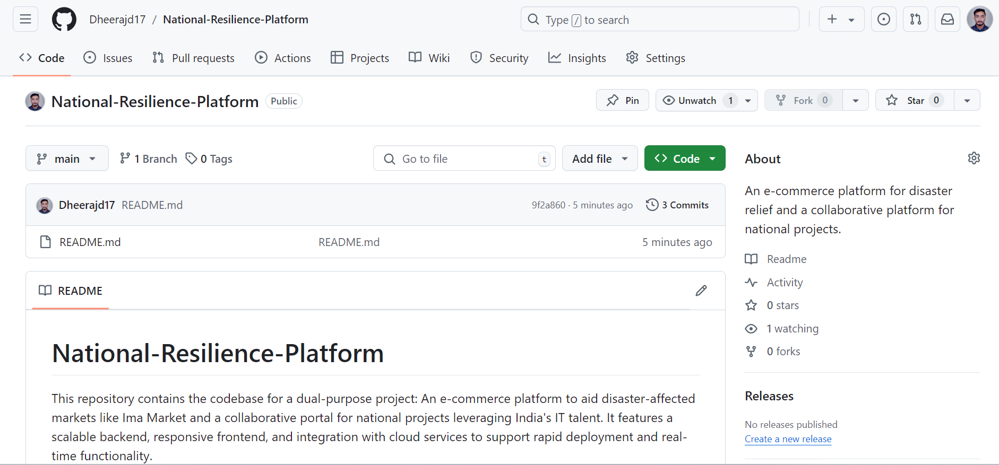 Dheerajd17 / National-Resilience-Platform
Type / to search
Code Issues Pull requests Actions Projects Wiki Security Insights Settings
National-Resilience-Platform Public
Pin Unwatch 1 Fork 0 Star 0
main 1 Branch 0 Tags
Go to file t
Add file
Code
Dheerajd17 README.md 9f2a860 · 5 minutes ago 3 Commits
README.md README.md 5 minutes ago
README
National-Resilience-Platform
This repository contains the codebase for a dual-purpose project: An e-commerce platform to aid disaster-affected
markets like Ima Market and a collaborative portal for national projects leveraging India's IT talent. It features a
scalable backend, responsive frontend, and integration with cloud services to support rapid deployment and real-
time functionality.
About
An e-commerce platform for disaster
relief and a collaborative platform for
national projects.
Readme
Activity
0 stars
1 watching
0 forks
Releases
No releases published
Create a new release